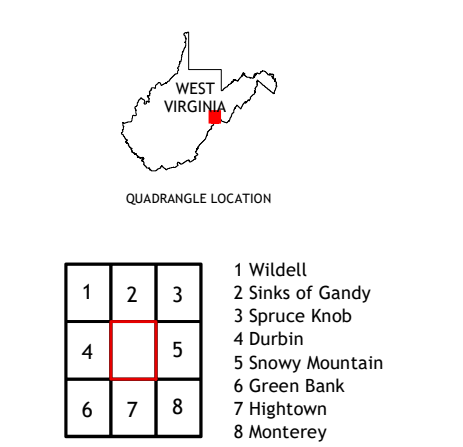 WEST
VIRGINIA
QUADRANGLE LOCATION
1 2 3
4 5
6 7 8
1 Wildell
2 Sinks of Gandy
3 Spruce Knob
4 Durbin
5 Snowy Mountain
6 Green Bank
7 Hightown
8 Monterey